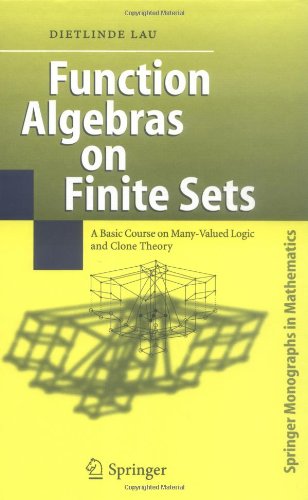 DIETLINDE LAU
Function
Algebras
on
Finite Sets
A Basic Course on Many-Valued Logic
and Clone Theory
Springer Monographs in Mathematics
Springer